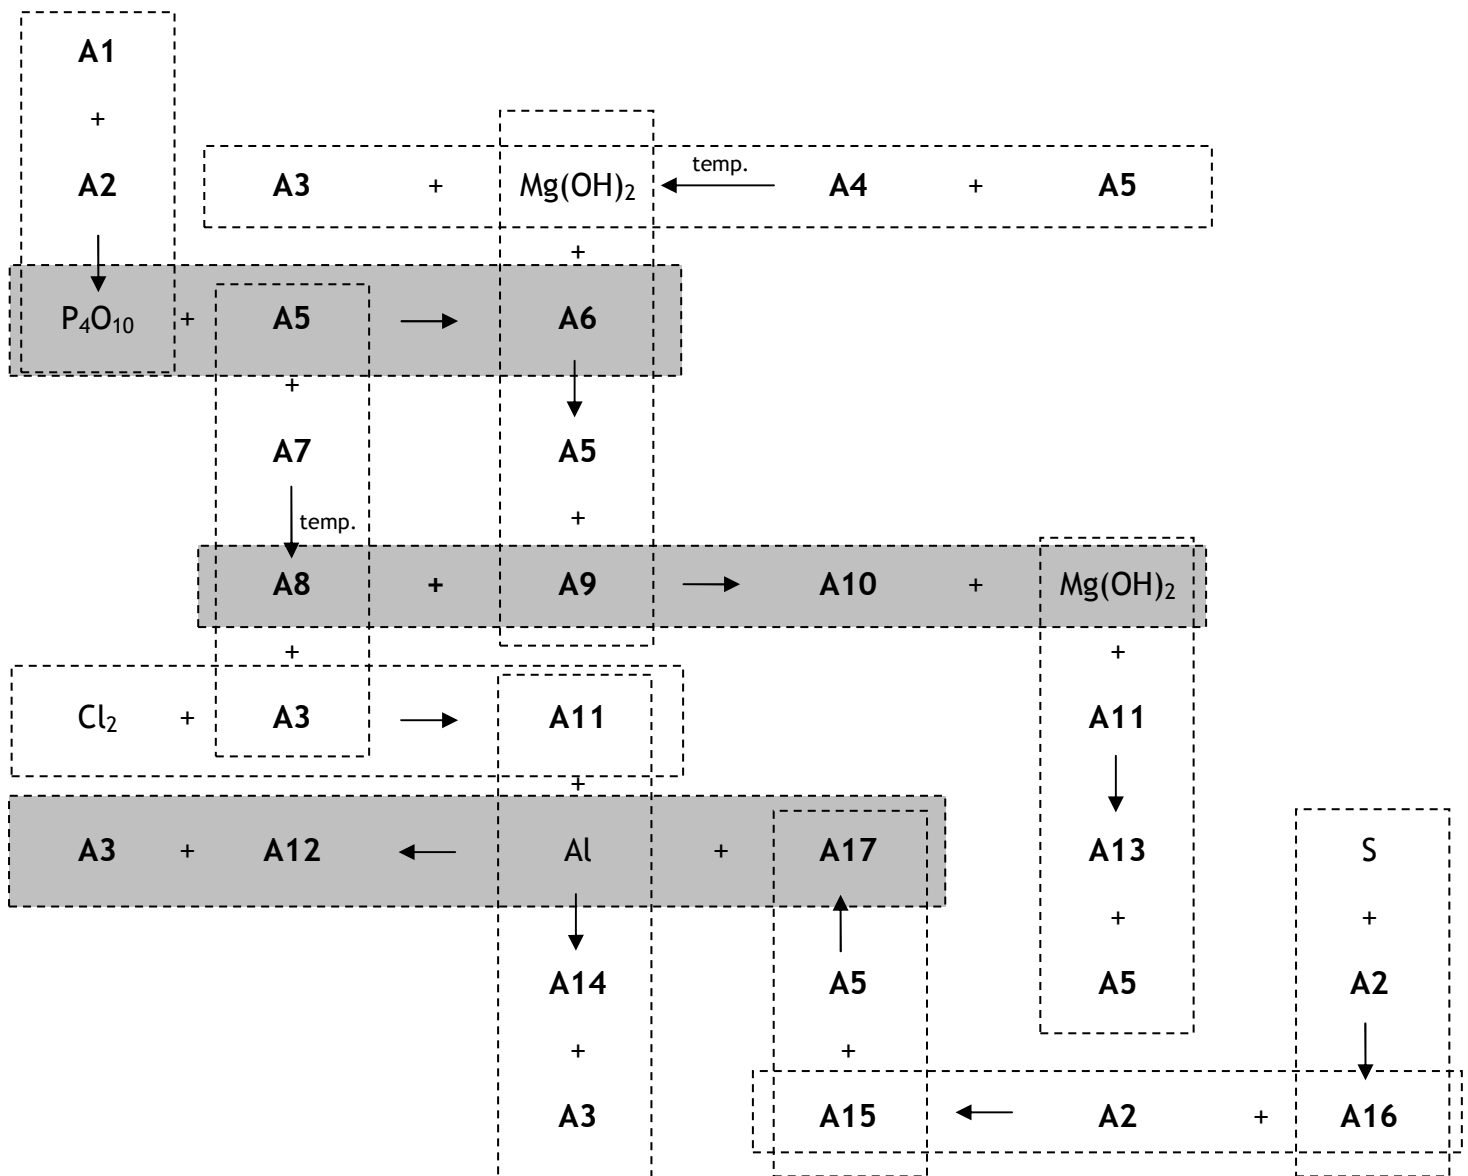 A1
+
A2
A3 + Mg(OH)₂ temp. A4 + A5
+
P₄O₁₀ + A5 A6
+
A7 A5
temp. +
A8 + A9 A10 + Mg(OH)₂
+ +
Cl₂ + A3 A11 A11
+
A3 + A12 Al + A17 A13 S
+ +
A14 A5 A5 A2
+ +
A3 A15 A2 + A16